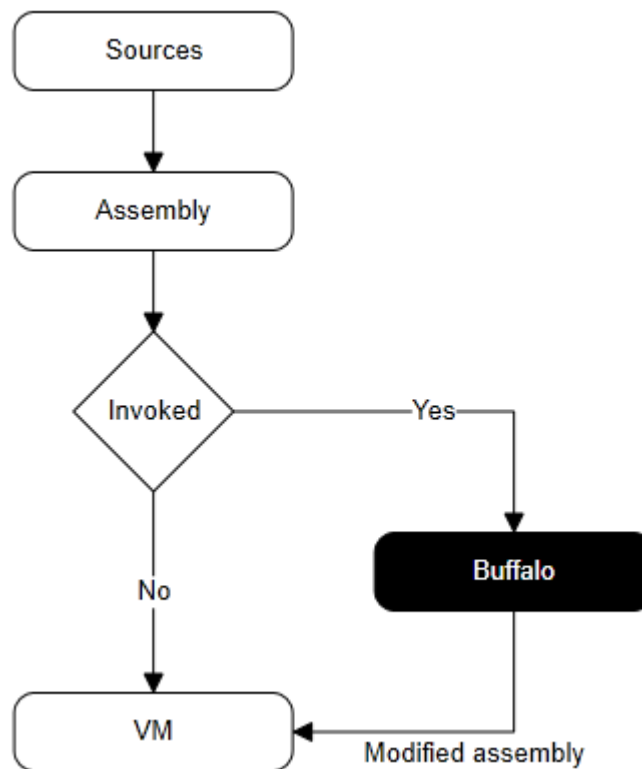 Sources
Assembly
Invoked
Yes
Buffalo
No
VM
Modified assembly